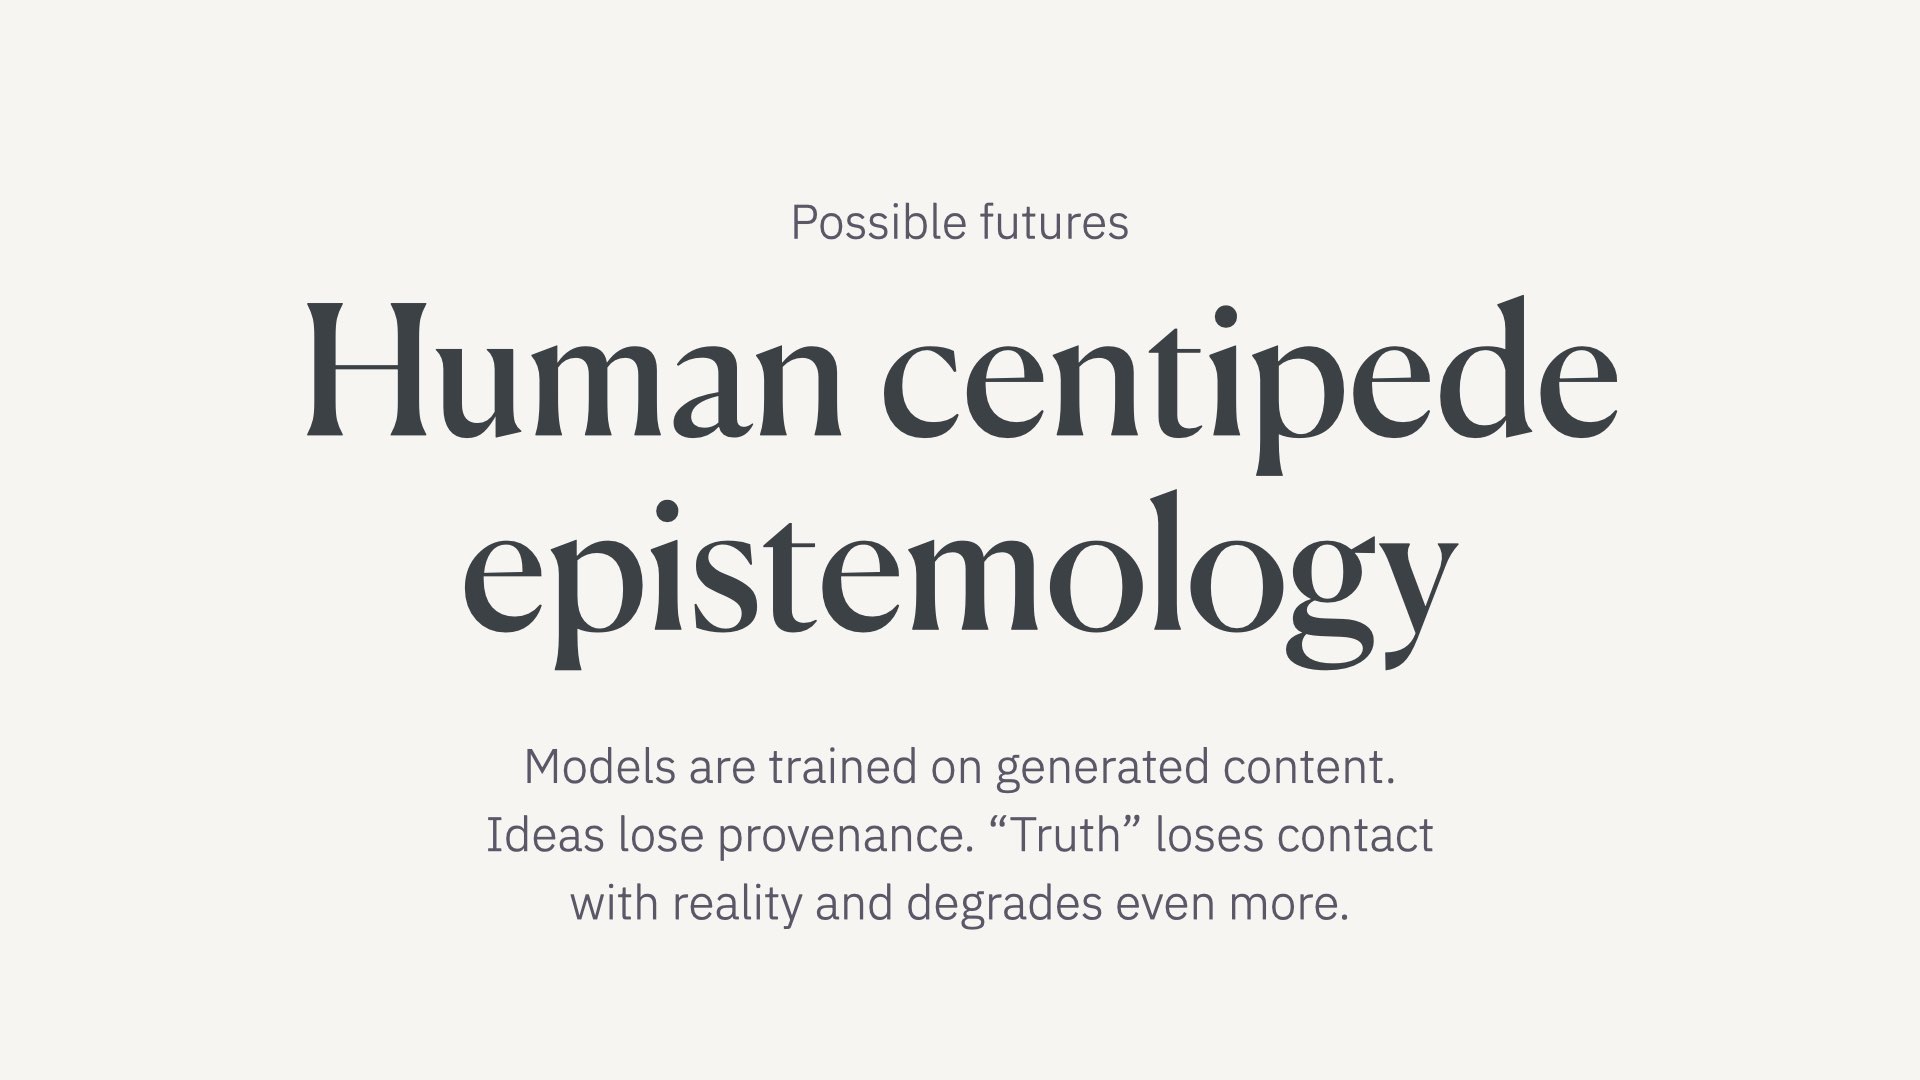 Possible futures
Human centipede
epistemology
Models are trained on generated content.
Ideas lose provenance. “Truth” loses contact
with reality and degrades even more.